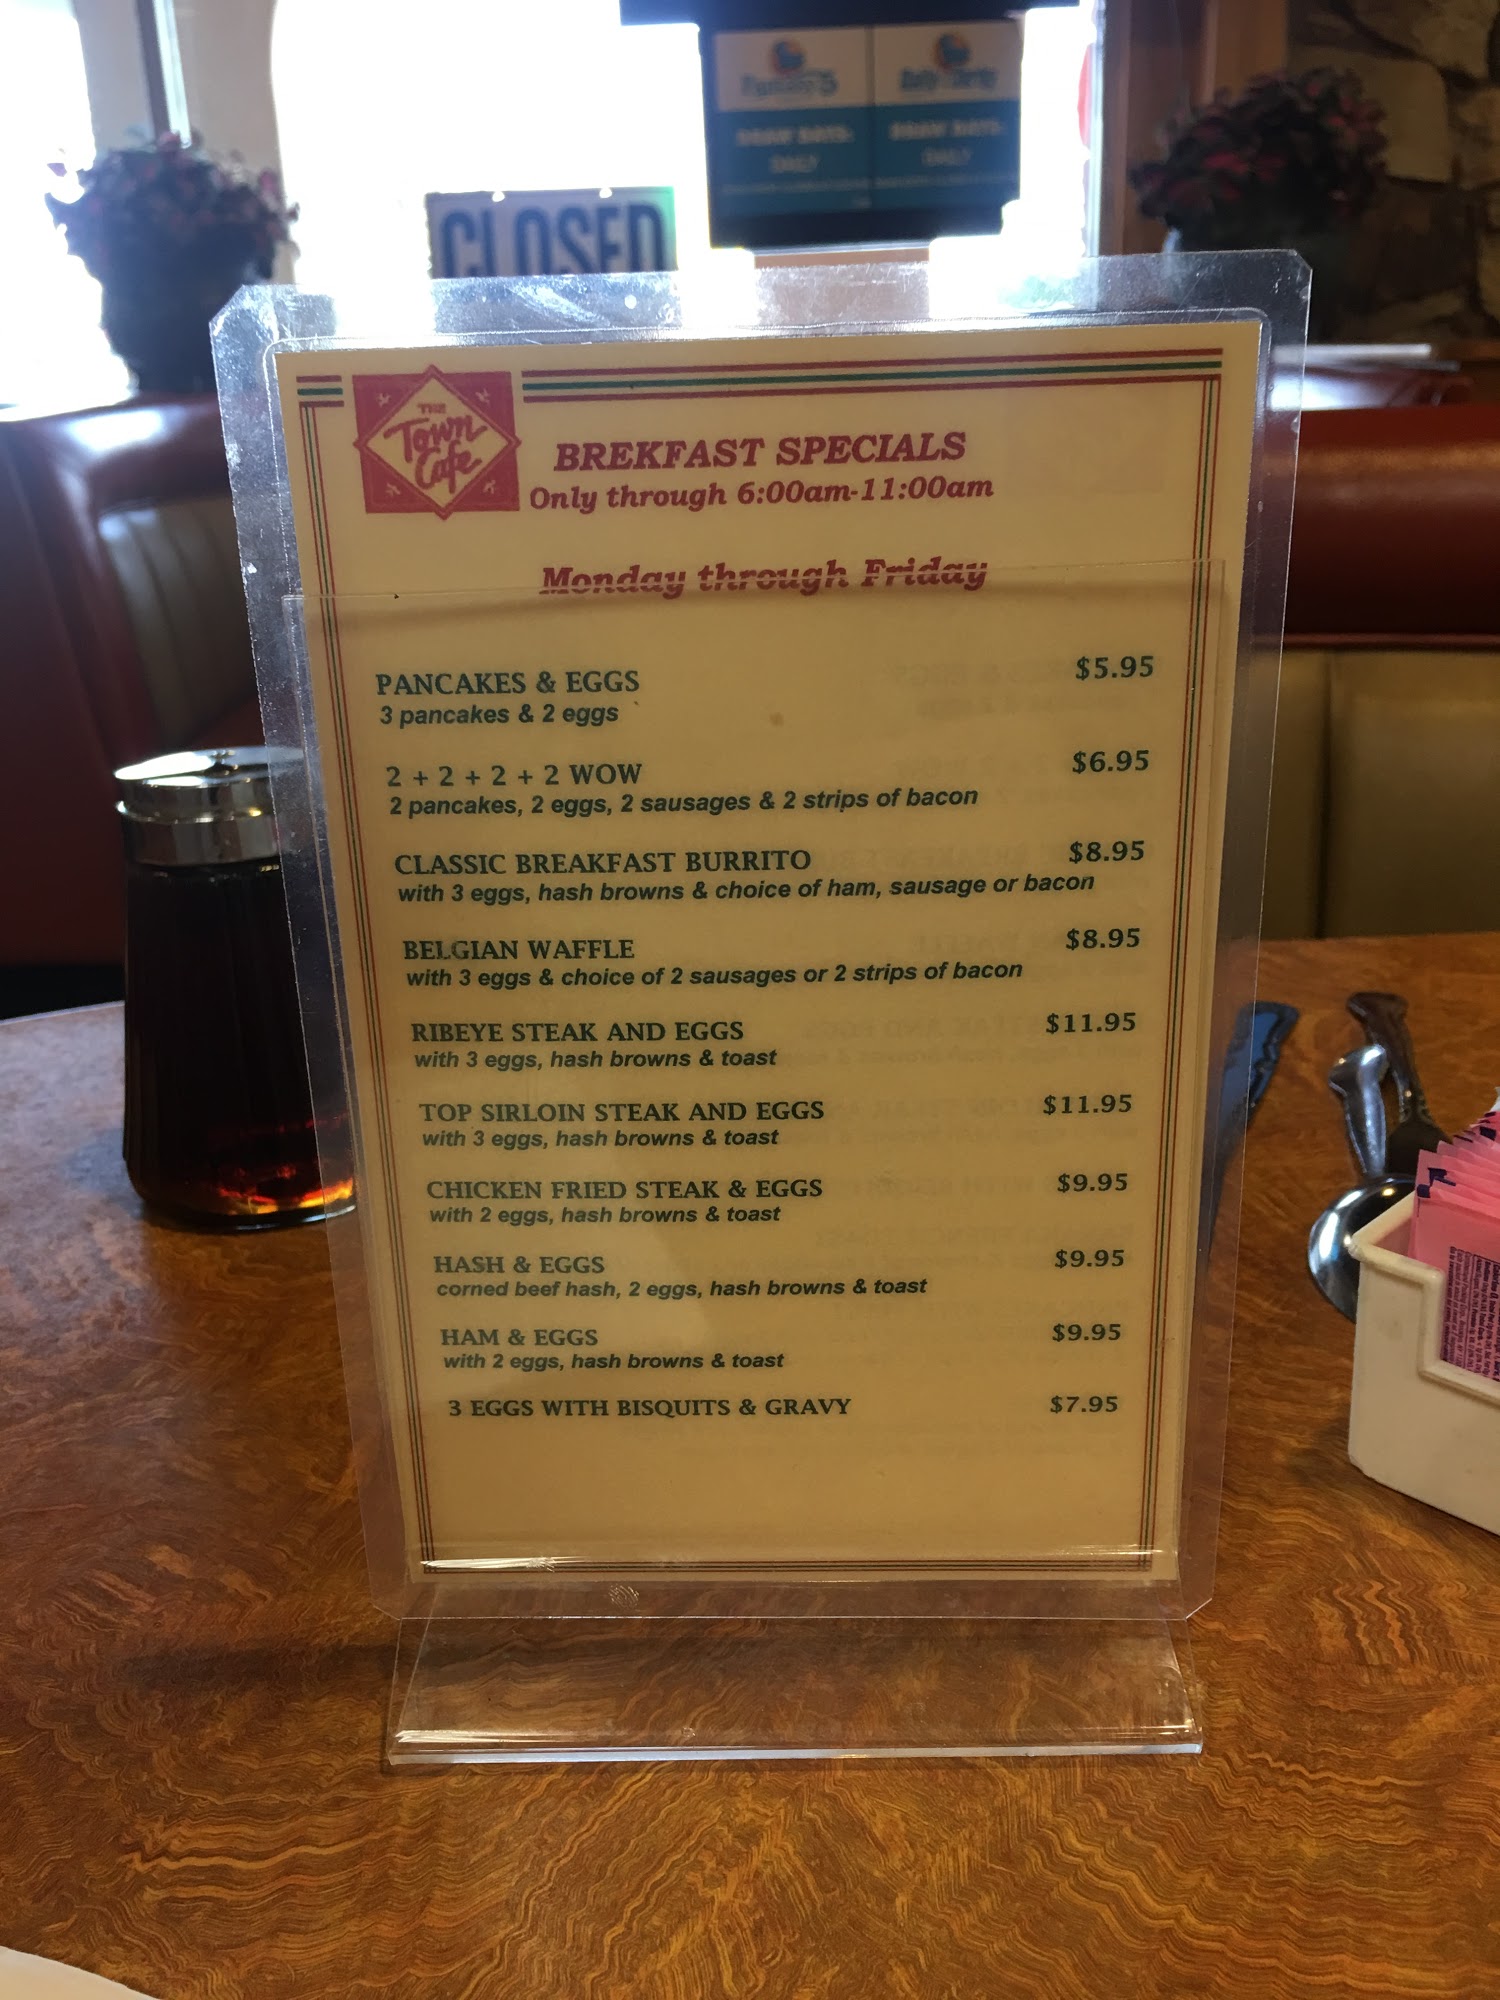 DRAW DAYS:
DAILY
DRAW DAYS:
DAILY
CLOSED
THE
Town
Cafe
BREKFAST SPECIALS
Only through 6:00am-11:00am
Monday through Friday
PANCAKES & EGGS $5.95
3 pancakes & 2 eggs
2 + 2 + 2 + 2 WOW $6.95
2 pancakes, 2 eggs, 2 sausages & 2 strips of bacon
CLASSIC BREAKFAST BURRITO $8.95
with 3 eggs, hash browns & choice of ham, sausage or bacon
BELGIAN WAFFLE $8.95
with 3 eggs & choice of 2 sausages or 2 strips of bacon
RIBEYE STEAK AND EGGS $11.95
with 3 eggs, hash browns & toast
TOP SIRLOIN STEAK AND EGGS $11.95
with 3 eggs, hash browns & toast
CHICKEN FRIED STEAK & EGGS $9.95
with 2 eggs, hash browns & toast
HASH & EGGS $9.95
corned beef hash, 2 eggs, hash browns & toast
HAM & EGGS $9.95
with 2 eggs, hash browns & toast
3 EGGS WITH BISQUITS & GRAVY $7.95